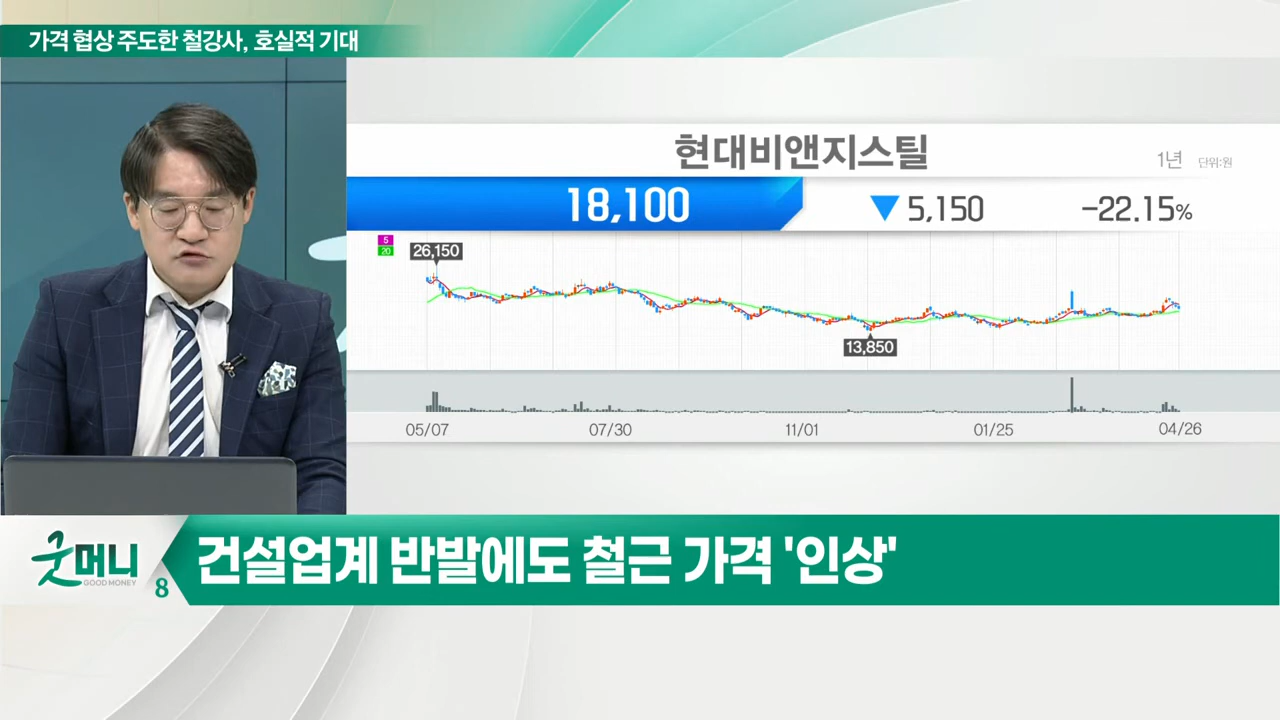 가격 협상 주도한 철강사, 호실적 기대
현대비앤지스틸
1년 단위:원
18,100 ▼ 5,150 -22.15%
5
20
26,150
13,850
05/07 07/30 11/01 01/25 04/26
굿머니
GOOD MONEY
8
건설업계 반발에도 철근 가격 '인상'